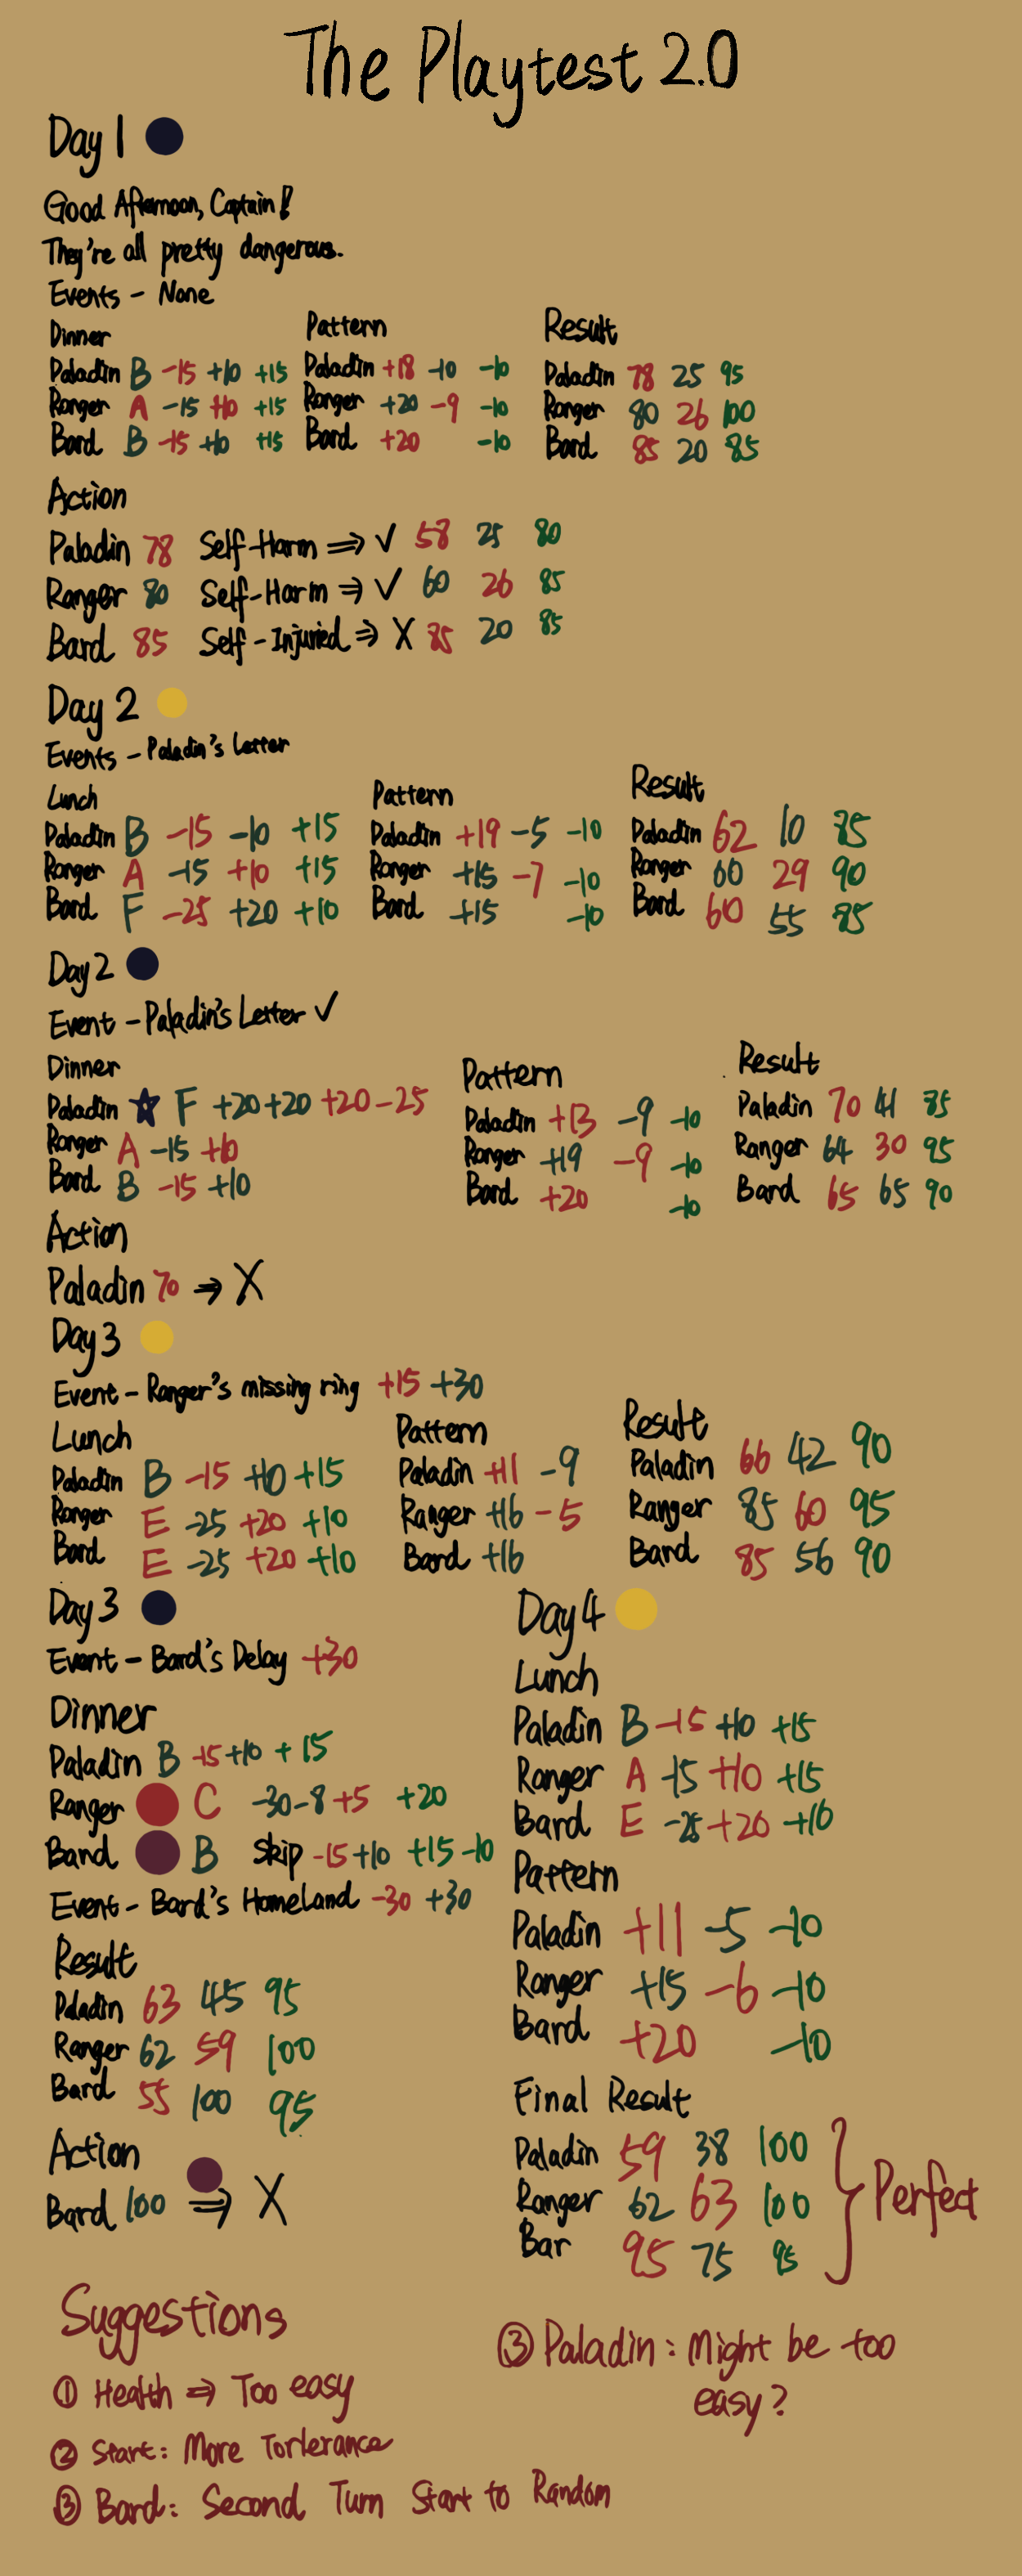 The Playtest 2.0
Day 1
Good Afternoon, Captain!
They're all pretty dangerous.
Events - None
Dinner
Paladin B -15 +10 +15
Ranger A -15 +10 +15
Bard B -15 +10 +15
Pattern
Paladin +18 -10 -10
Ranger +20 -9 -10
Bard +20 -10
Result
Paladin 78 25 95
Ranger 80 26 100
Bard 85 20 85
Action
Paladin 78 Self-Harm ⇒ ✓ 58 25 80
Ranger 80 Self-Harm ⇒ ✓ 60 26 85
Bard 85 Self-Injuried ⇒ X 85 20 85
Day 2
Events - Paladin's Letter
Lunch
Paladin B -15 -10 +15
Ranger A -15 +10 +15
Bard F -25 +20 +10
Pattern
Paladin +19 -5 -10
Ranger +15 -7 -10
Bard +15 -10
Result
Paladin 62 10 85
Ranger 60 29 90
Bard 60 55 85
Day 2
Event - Paladin's Letter ✓
Dinner
Paladin ☆ F +20+20 +20-25
Ranger A -15 +10
Bard B -15 +10
Pattern
Paladin +13 -9 -10
Ranger +19 -9 -10
Bard +20 -10
Result
Paladin 70 41 85
Ranger 64 30 95
Bard 65 65 90
Action
Paladin 70 ⇒ X
Day 3
Event - Ranger's missing ring +15 +30
Lunch
Paladin B -15 +10 +15
Ranger E -25 +20 +10
Bard E -25 +20 +10
Pattern
Paladin +11 -9
Ranger +16 -5
Bard +16
Result
Paladin 66 42 90
Ranger 85 60 95
Bard 85 56 90
Day 3
Event - Bard's Delay +30
Dinner
Paladin B -15 +10 +15
Ranger C -30-8 +5 +20
Band B Skip -15 +10 +15 -10
Event - Bard's HomeLand -30 +30
Result
Paladin 63 45 95
Ranger 62 59 100
Bard 55 100 95
Action
Bard 100 ⇒ X
Day 4
Lunch
Paladin B -15 +10 +15
Ranger A -15 +10 +15
Bard E -25 +20 +10
Pattern
Paladin +11 -5 -10
Ranger +15 -6 -10
Bard +20 -10
Final Result
Paladin 59 38 100
Ranger 62 63 100
Bar 95 75 95
Perfect
Suggestions
① Health ⇒ Too easy
② Start: More Torlerance
③ Bard: Second Turn Start to Random
③ Paladin: Might be too
easy?